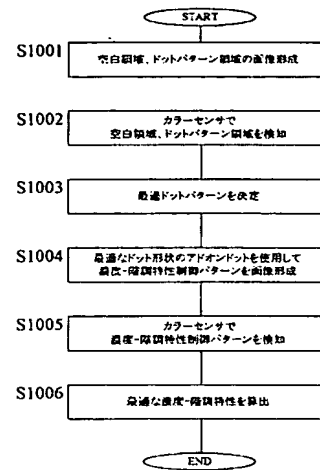 START
S1001
空白領域、ドットパターン領域の画像形成
S1002
カラーセンサで
空白領域、ドットパターン領域を検知
S1003
最適ドットパターンを決定
S1004
最適なドット形状のアドオンドットを使用して
濃度-階調特性制御パターンを画像形成
S1005
カラーセンサで
濃度-階調特性制御パターンを検知
S1006
最適な濃度-階調特性を算出
END